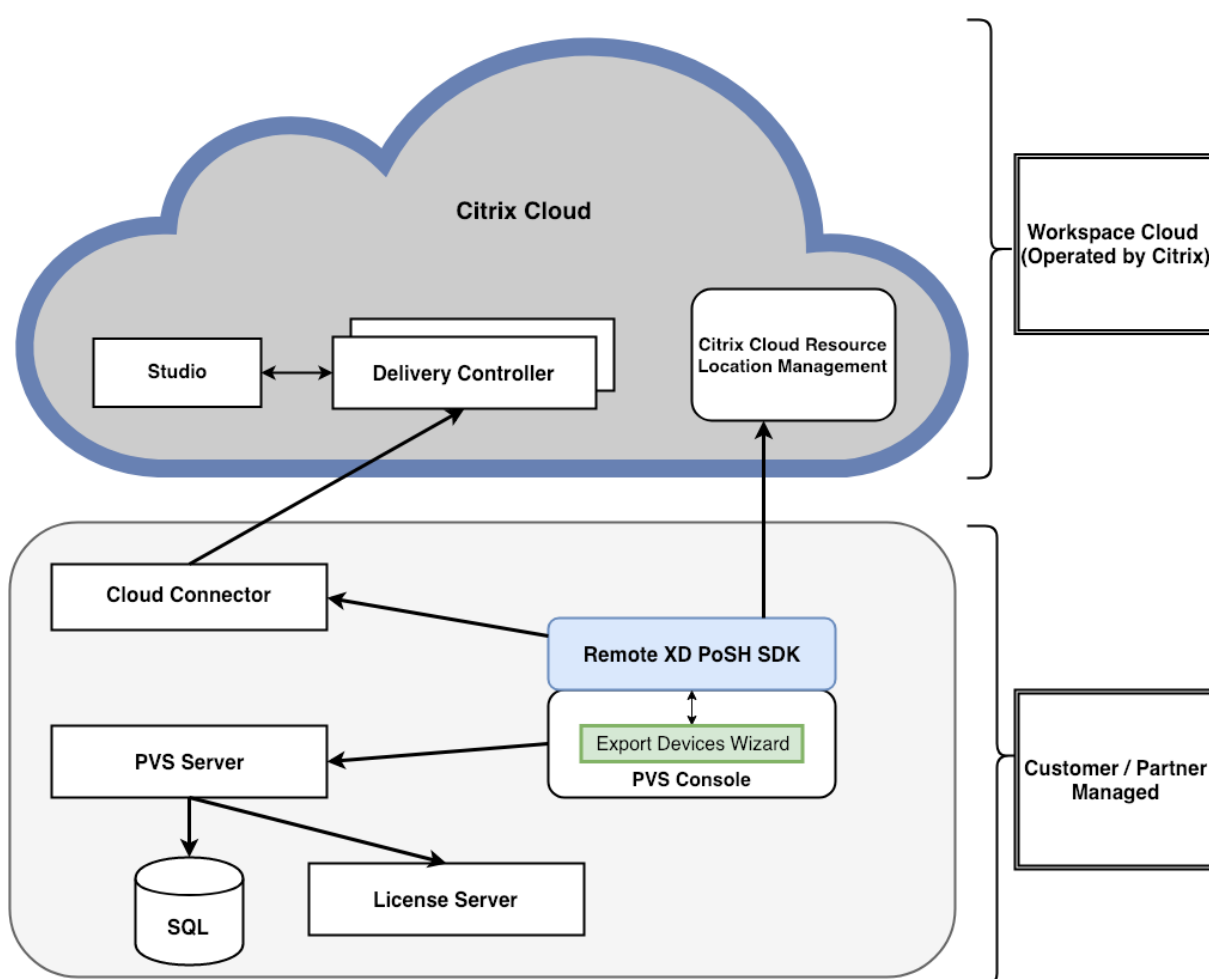 Citrix Cloud
Workspace Cloud
(Operated by Citrix)
Citrix Cloud Resource
Location Management
Studio
Delivery Controller
Cloud Connector
Remote XD PoSH SDK
Export Devices Wizard
PVS Console
PVS Server
Customer / Partner
Managed
License Server
SQL